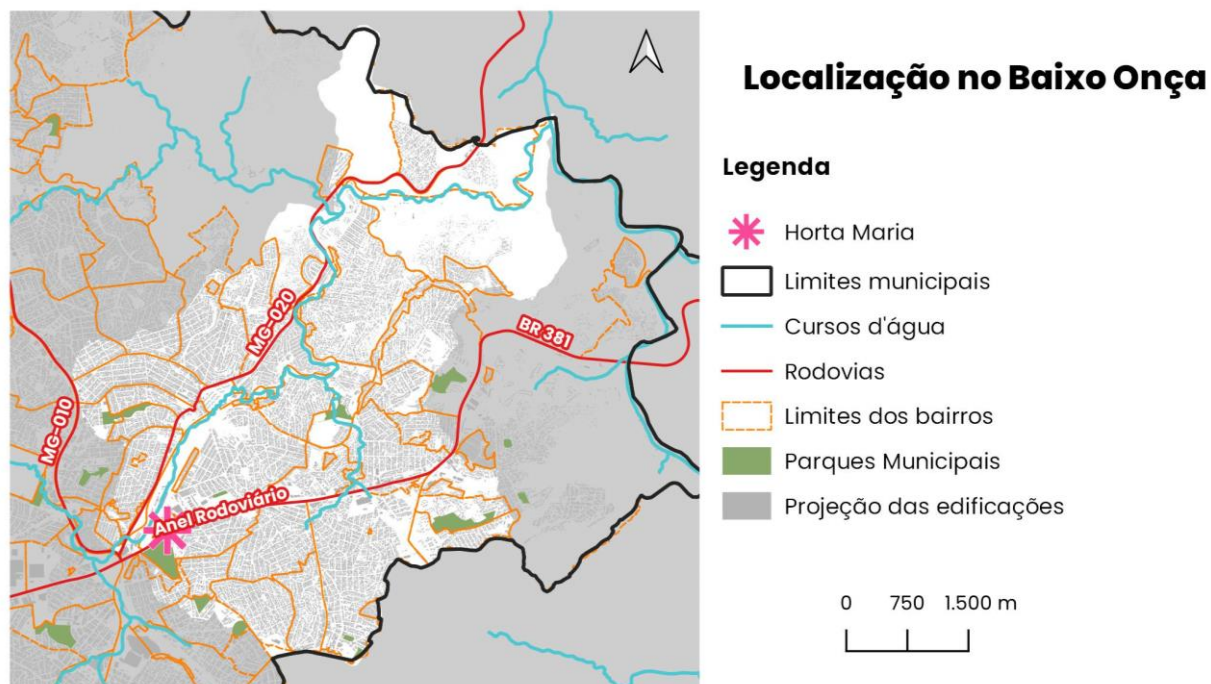 Localização no Baixo Onça
Legenda
Horta Maria
Limites municipais
Cursos d'água
Rodovias
Limites dos bairros
Parques Municipais
Projeção das edificações
0 750 1.500 m
MG-020
BR 381
MG-010
Anel Rodoviário